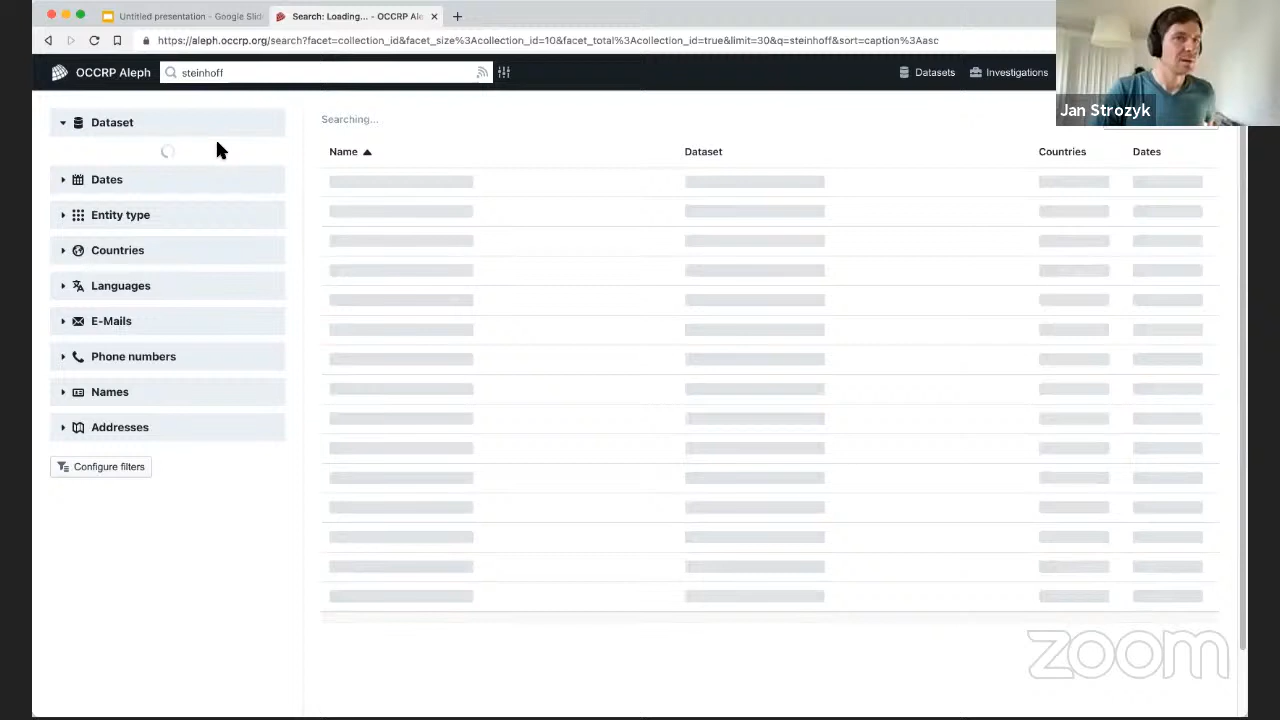 Untitled presentation - Google Slid
Search: Loading... - OCCRP Ale
https://aleph.occrp.org/search?facet=collection_id&facet_size%3Acollection_id=10&facet_total%3Acollection_id=true&limit=30&q=steinhoff&sort=caption%3Aasc
OCCRP Aleph
steinhoff
Datasets
Investigations
Jan Strozyk
Dataset
Searching...
Name
Dataset
Countries
Dates
Dates
Entity type
Countries
Languages
E-Mails
Phone numbers
Names
Addresses
Configure filters
zoom